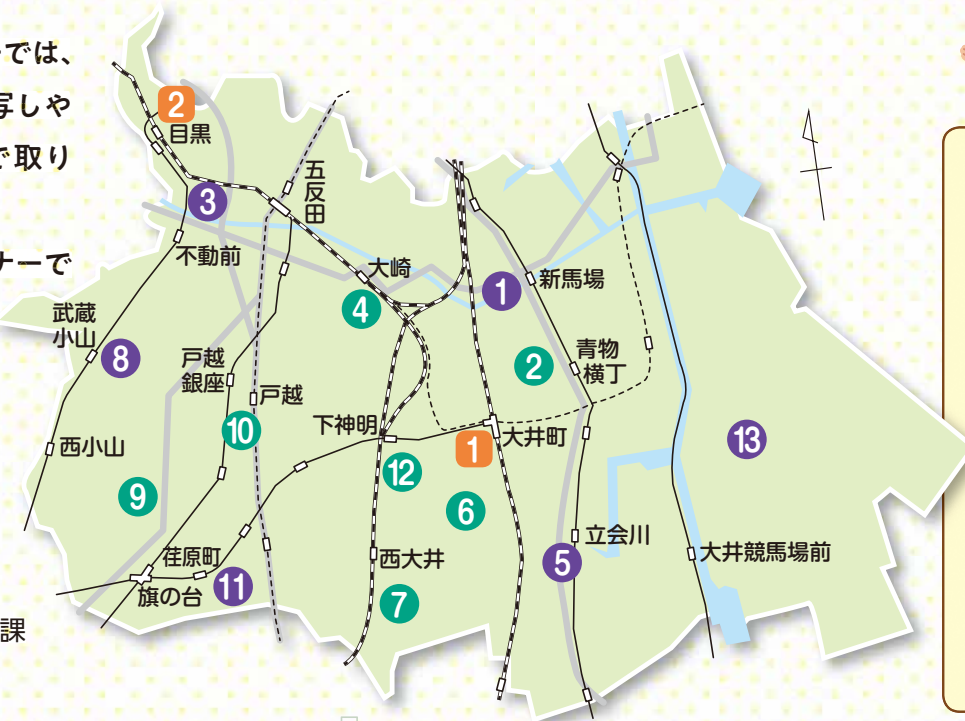 では、
写しや
で取り
ナーで
課
2
目黒
3
五反田
不動前
大崎
4
1
新馬場
武蔵
小山
8
戸越
銀座
戸越
2
青物
横丁
10
下神明
大井町
1
13
西小山
12
9
6
西大井
立会川
5
大井競馬場前
荏原町
旗の台
11
7